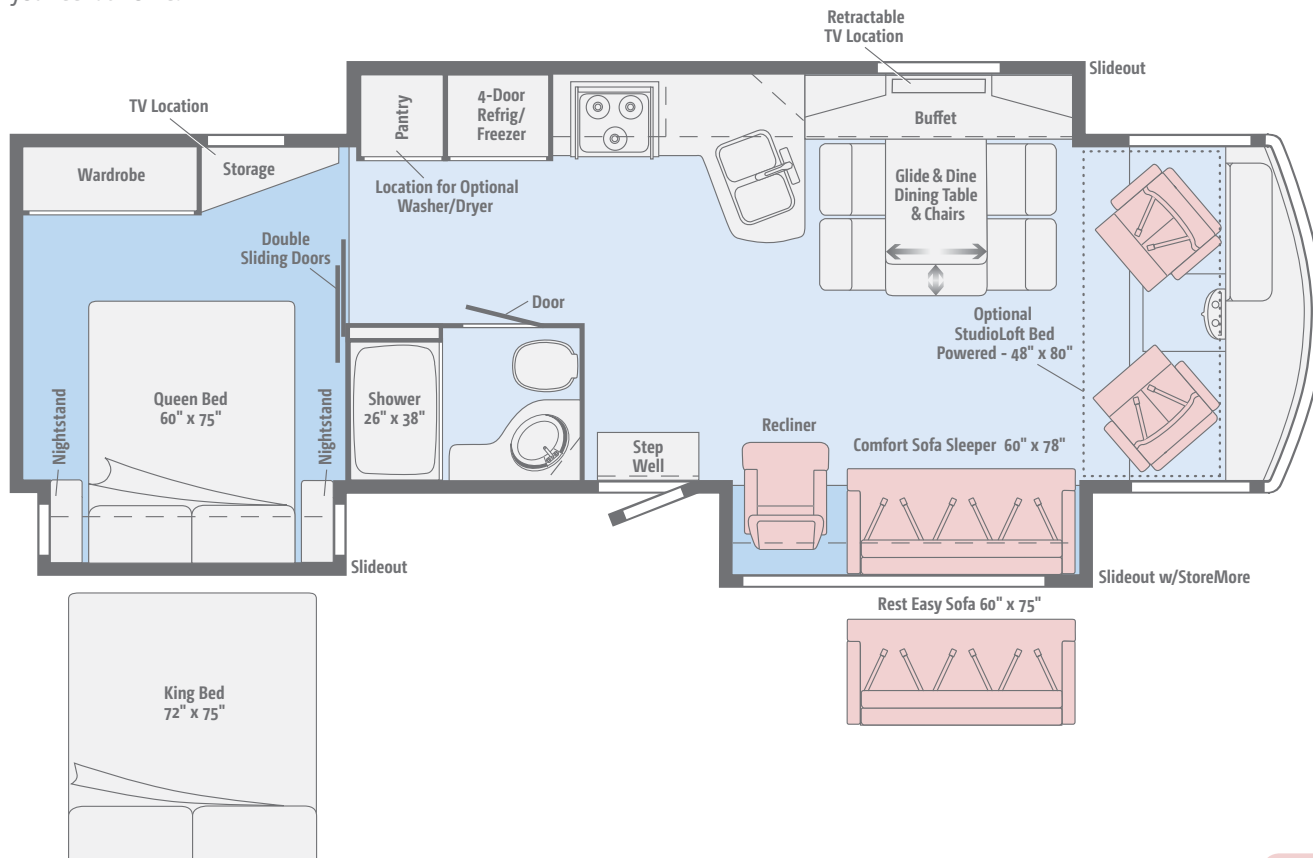 Retractable
TV Location
Slideout
TV Location
Pantry
4-Door
Refrig/
Freezer
Buffet
Wardrobe
Storage
Location for Optional
Washer/Dryer
Glide & Dine
Dining Table
& Chairs
Double
Sliding Doors
Door
Optional
StudioLoft Bed
Powered - 48" x 80"
Queen Bed
60" x 75"
Nightstand
Nightstand
Shower
26" x 38"
Step
Well
Recliner
Comfort Sofa Sleeper 60" x 78"
Slideout
Slideout w/StoreMore
Rest Easy Sofa 60" x 75"
King Bed
72" x 75"